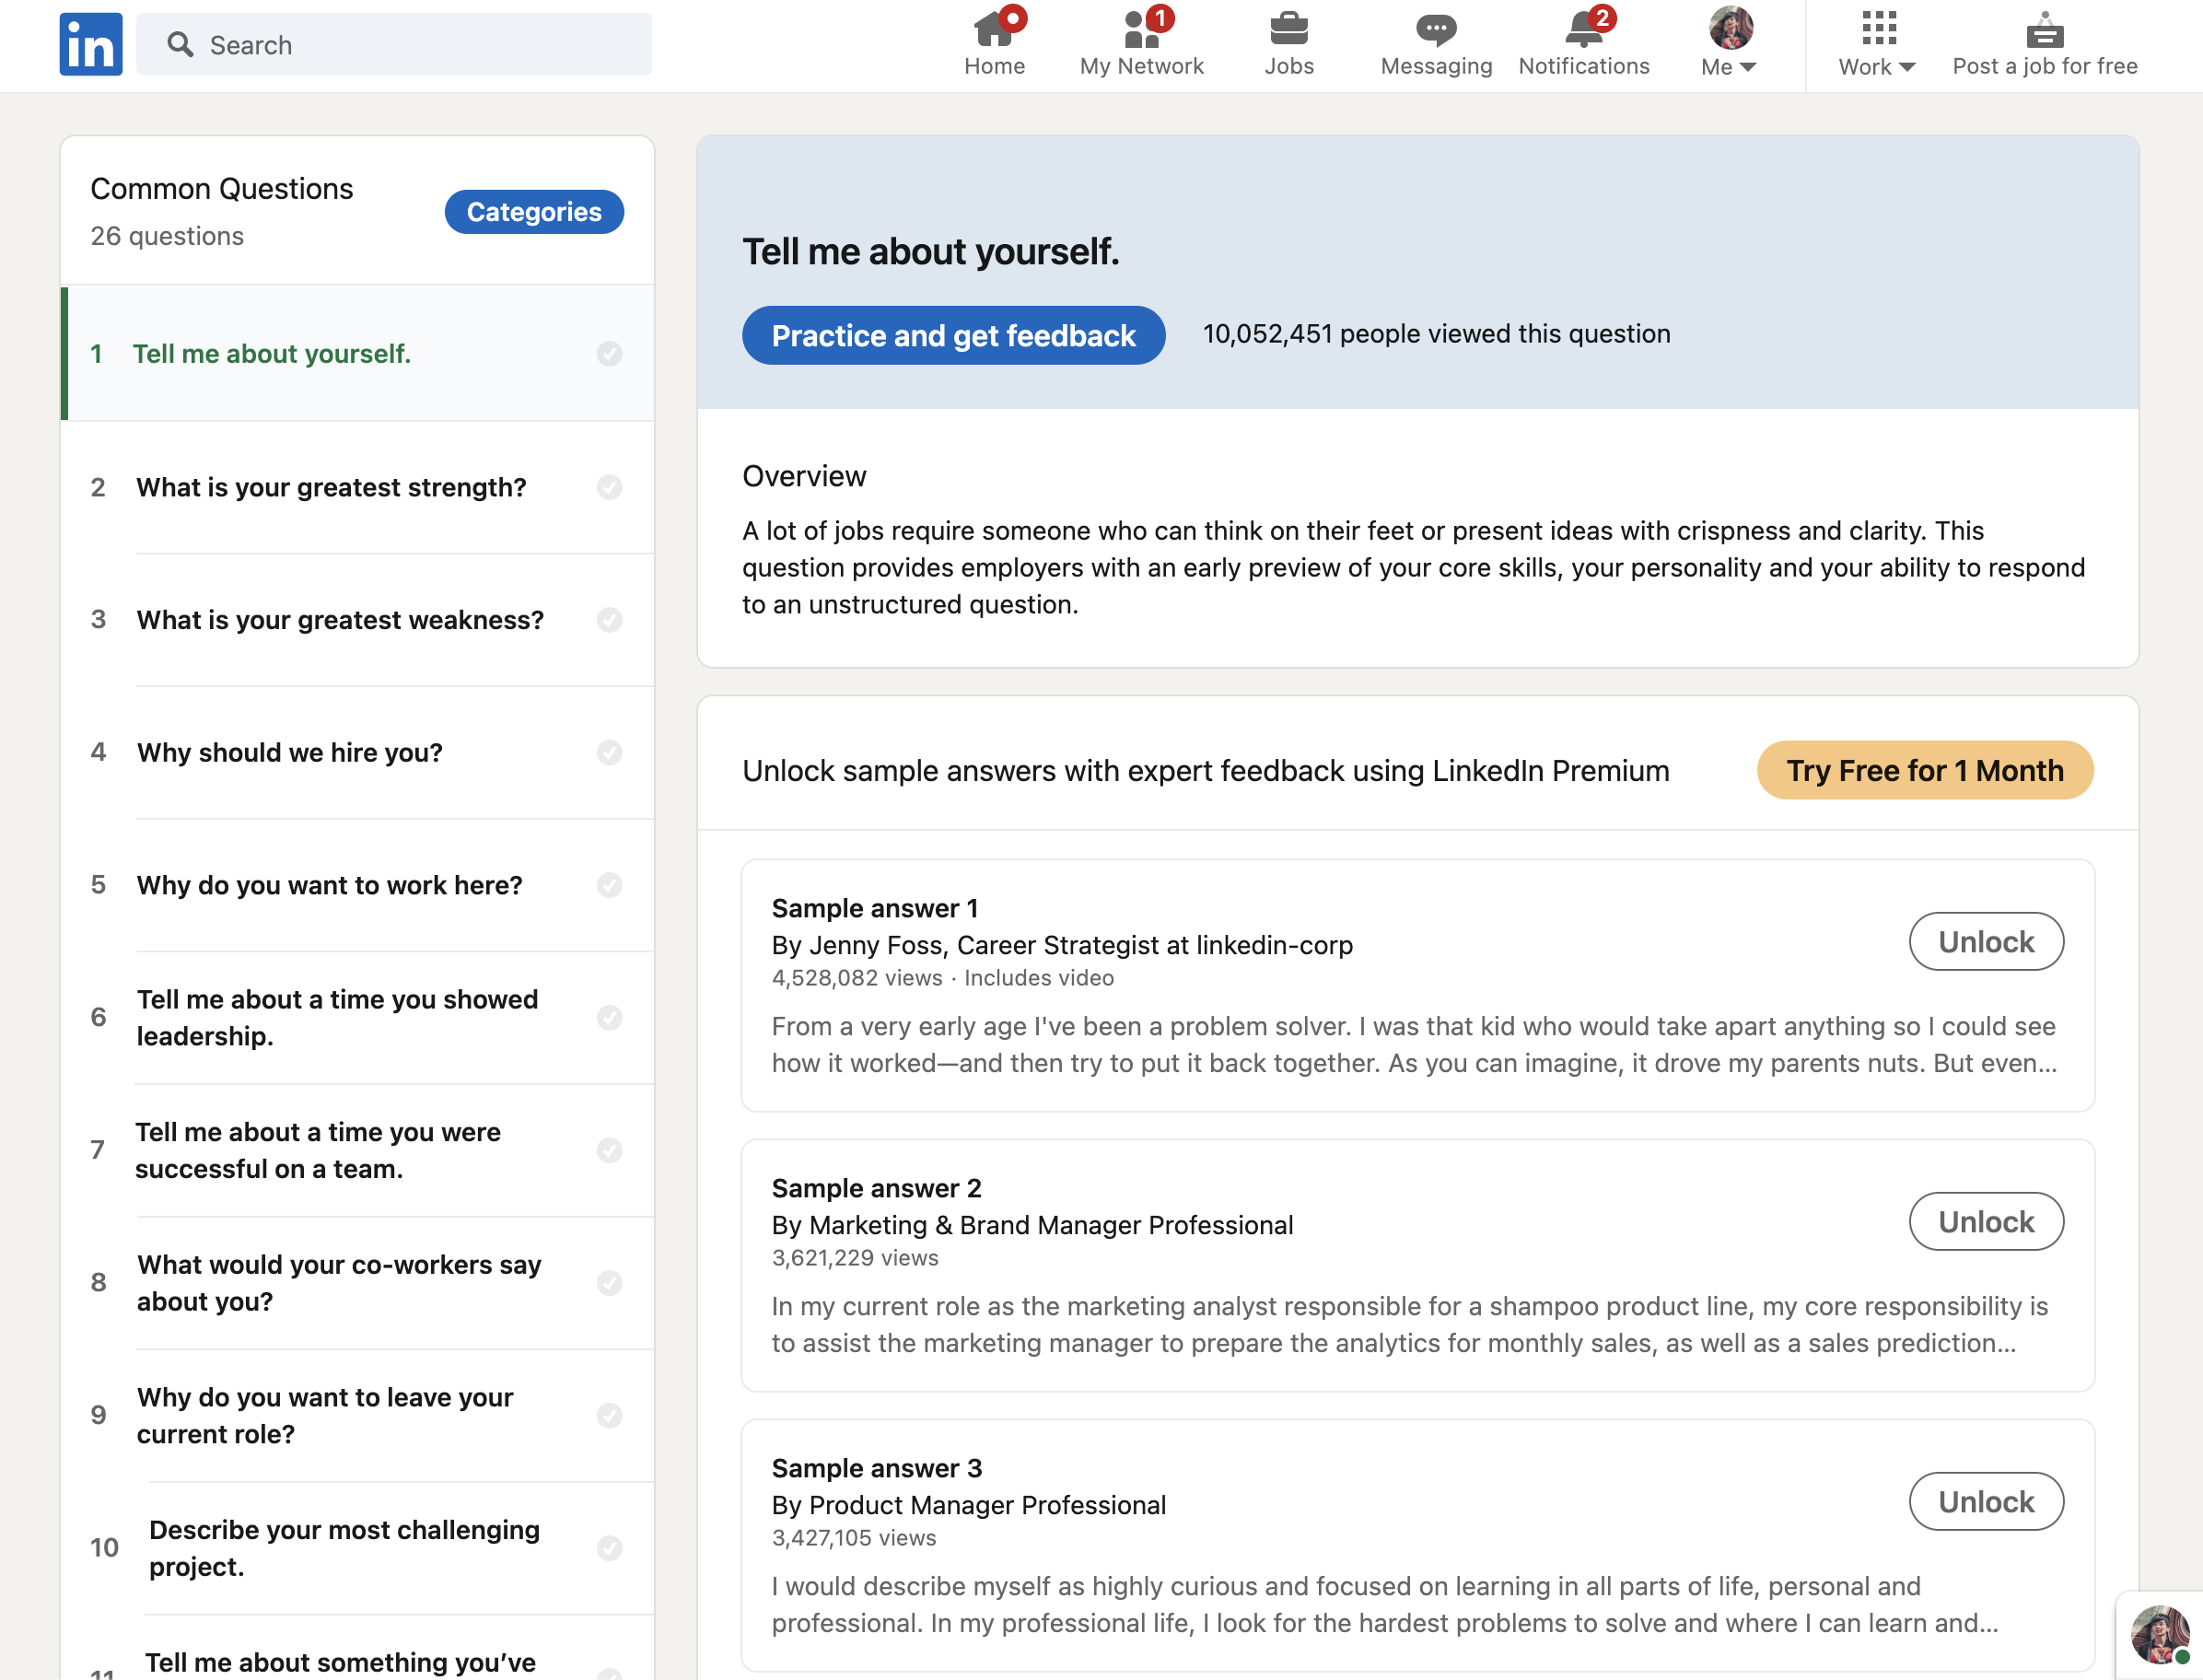 in
Search
Home
1
My Network
Jobs
Messaging
2
Notifications
Me
Work
Post a job for free
Common Questions
26 questions
Categories
1 Tell me about yourself.
2 What is your greatest strength?
3 What is your greatest weakness?
4 Why should we hire you?
5 Why do you want to work here?
6 Tell me about a time you showed
leadership.
7 Tell me about a time you were
successful on a team.
8 What would your co-workers say
about you?
9 Why do you want to leave your
current role?
10 Describe your most challenging
project.
11 Tell me about something you’ve
Tell me about yourself.
Practice and get feedback
10,052,451 people viewed this question
Overview
A lot of jobs require someone who can think on their feet or present ideas with crispness and clarity. This
question provides employers with an early preview of your core skills, your personality and your ability to respond
to an unstructured question.
Unlock sample answers with expert feedback using LinkedIn Premium
Try Free for 1 Month
Sample answer 1
By Jenny Foss, Career Strategist at linkedin-corp
4,528,082 views · Includes video
Unlock
From a very early age I've been a problem solver. I was that kid who would take apart anything so I could see
how it worked—and then try to put it back together. As you can imagine, it drove my parents nuts. But even...
Sample answer 2
By Marketing & Brand Manager Professional
3,621,229 views
Unlock
In my current role as the marketing analyst responsible for a shampoo product line, my core responsibility is
to assist the marketing manager to prepare the analytics for monthly sales, as well as a sales prediction...
Sample answer 3
By Product Manager Professional
3,427,105 views
Unlock
I would describe myself as highly curious and focused on learning in all parts of life, personal and
professional. In my professional life, I look for the hardest problems to solve and where I can learn and...